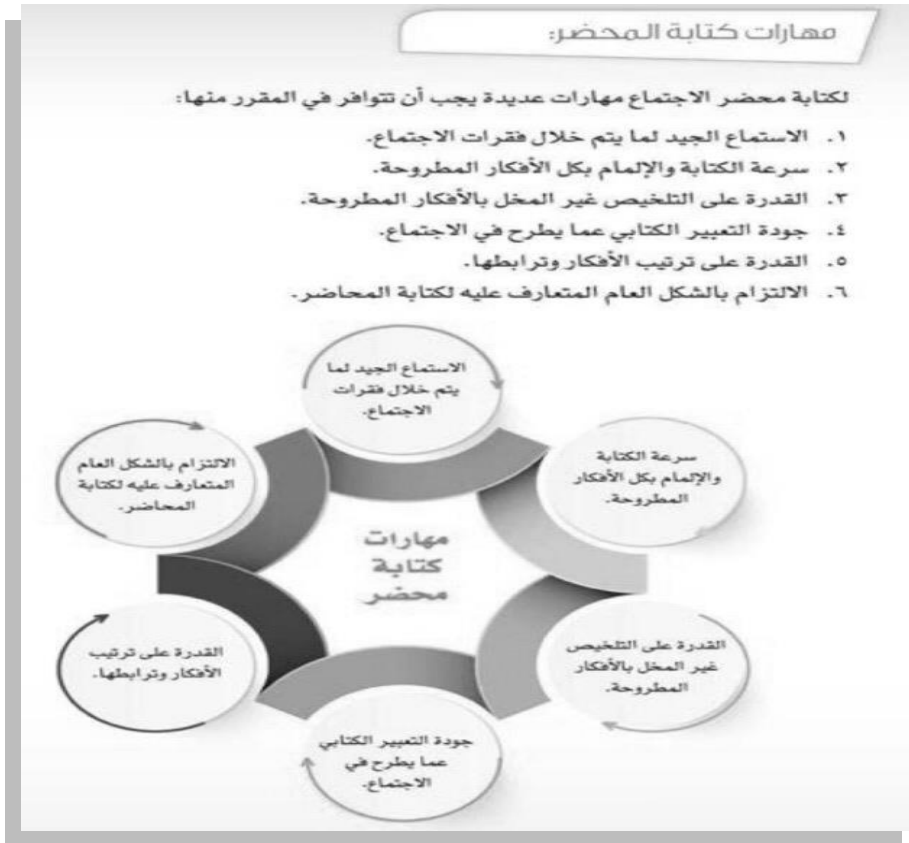 مهارات كتابة المحضر:
لكتابة محضر الاجتماع مهارات عديدة يجب أن تتوافر في المقرر منها:
١. الاستماع الجيد لما يتم خلال فقرات الاجتماع.
٢. سرعة الكتابة والإلمام بكل الأفكار المطروحة.
٣. القدرة على التلخيص غير المخل بالأفكار المطروحة.
٤. جودة التعبير الكتابي عما يطرح في الاجتماع.
٥. القدرة على ترتيب الأفكار وترابطها.
٦. الالتزام بالشكل العام المتعارف عليه لكتابة المحاضر.
الاستماع الجيد لما
يتم خلال فقرات
الاجتماع.
سرعة الكتابة
والإلمام بكل الأفكار
المطروحة.
القدرة على التلخيص
غير المخل بالأفكار
المطروحة.
جودة التعبير الكتابي
عما يطرح في
الاجتماع.
القدرة على ترتيب
الأفكار وترابطها.
الالتزام بالشكل العام
المتعارف عليه لكتابة
المحاضر.
مهارات
كتابة
محضر